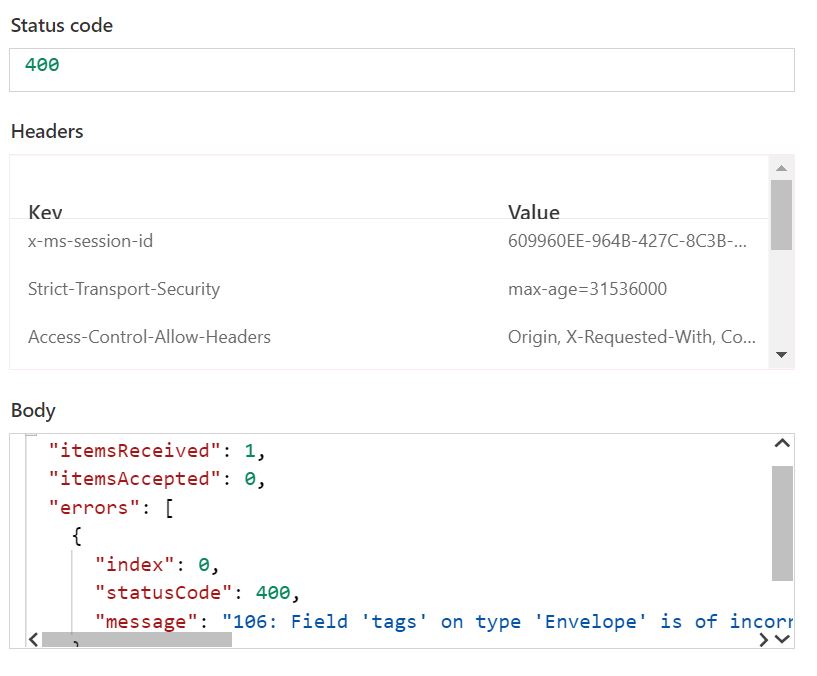 Status code
400
Headers
Key Value
x-ms-session-id 609960EE-964B-427C-8C3B-...
Strict-Transport-Security max-age=31536000
Access-Control-Allow-Headers Origin, X-Requested-With, Co...
Body
"itemsReceived": 1,
"itemsAccepted": 0,
"errors": [
{
"index": 0,
"statusCode": 400,
"message": "106: Field 'tags' on type 'Envelope' is of incorr